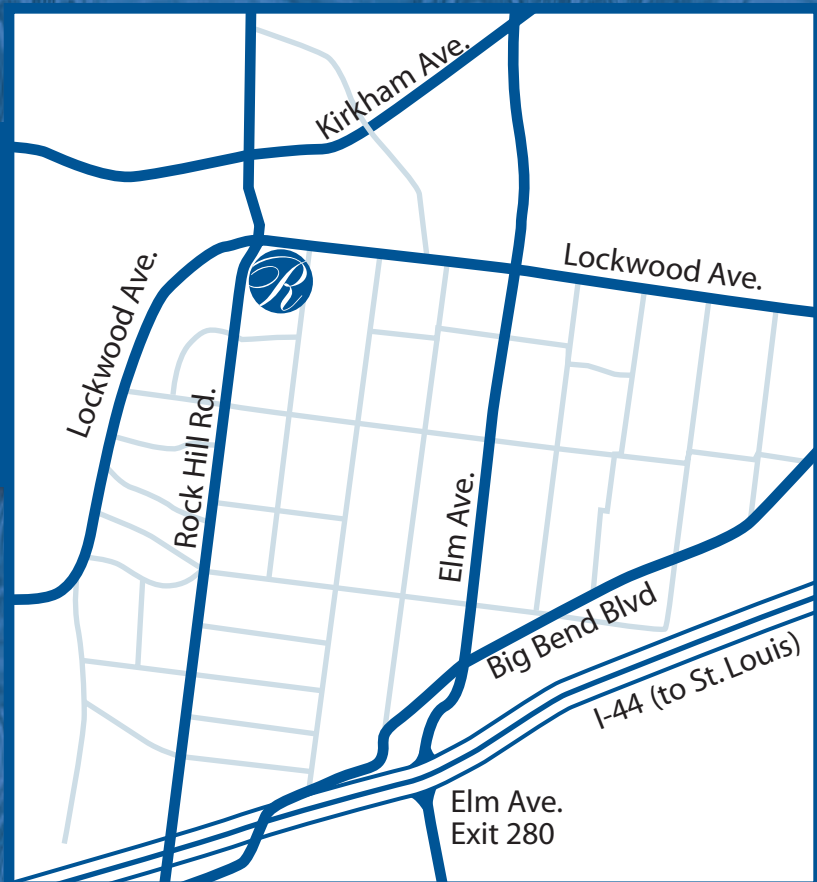 Kirkham Ave.
Lockwood Ave.
Lockwood Ave.
Rock Hill Rd.
Elm Ave.
Big Bend Blvd
I-44 (to St. Louis)
Elm Ave.
Exit 280
R